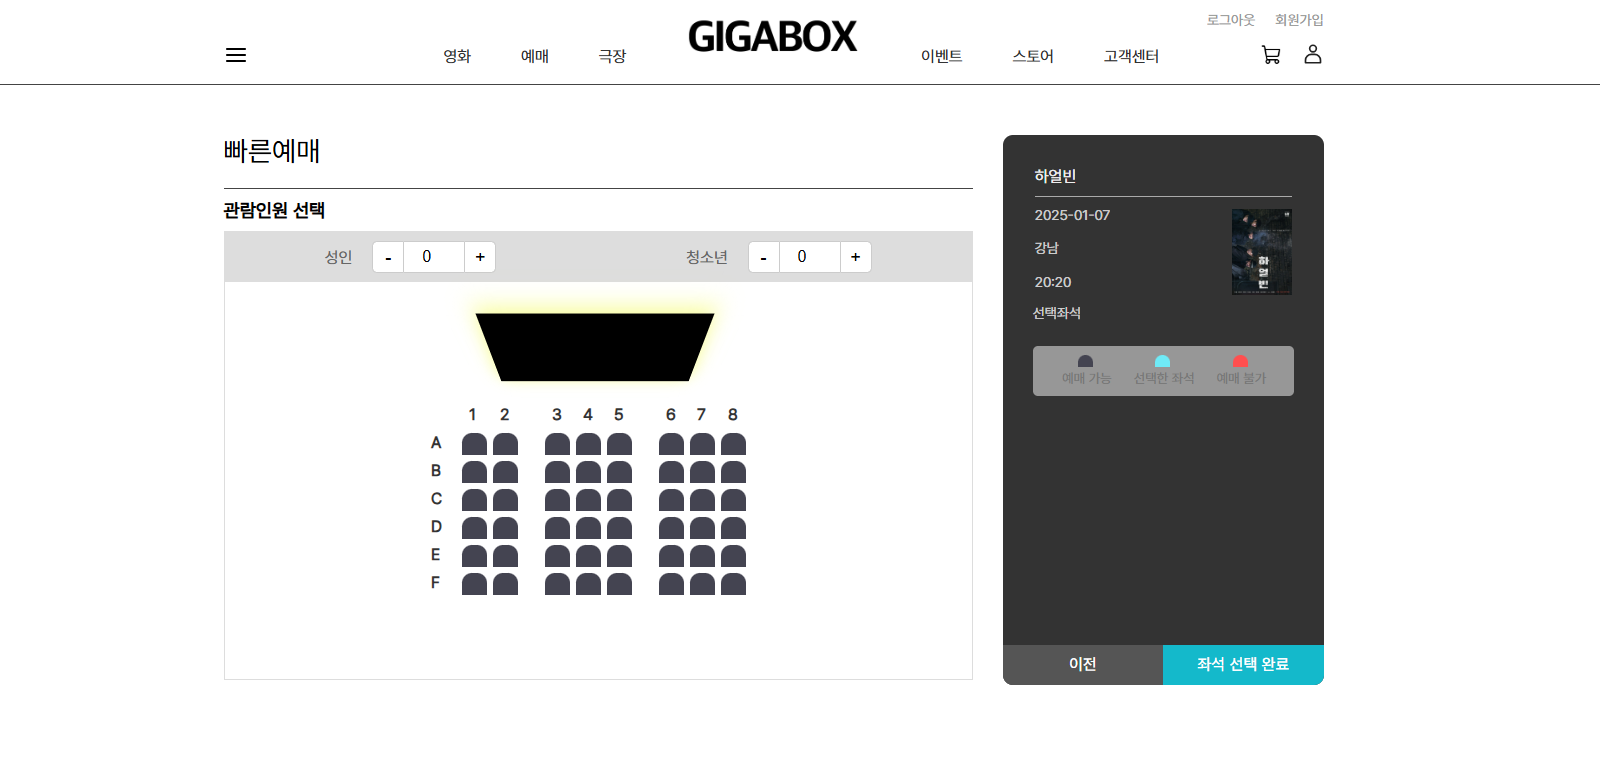 로그아웃 회원가입
영화 예매 극장 GIGABOX 이벤트 스토어 고객센터
빠른예매
관람인원 선택
성인 - 0 + 청소년 - 0 +
1 2 3 4 5 6 7 8
A
B
C
D
E
F
하얼빈
2025-01-07
강남
20:20
선택좌석
하얼빈
예매 가능 선택한 좌석 예매 불가
이전 좌석 선택 완료